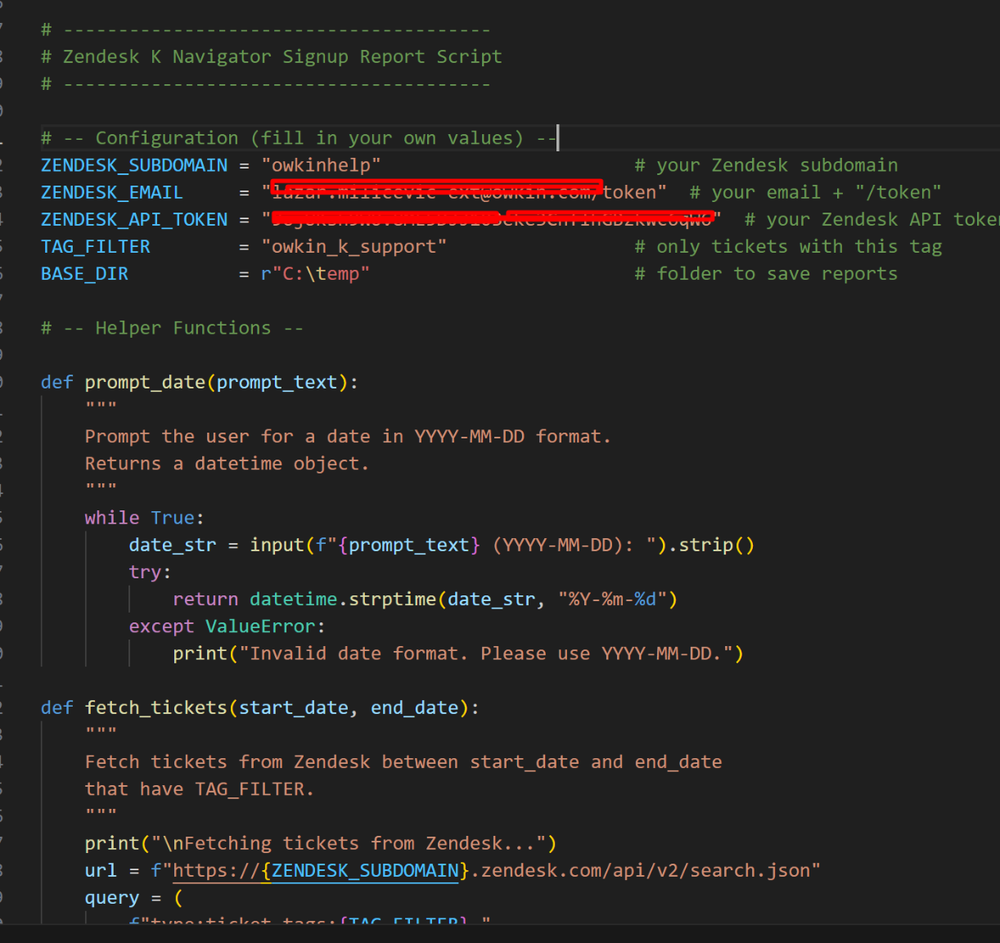 # ---------------------------------------
# Zendesk K Navigator Signup Report Script
# ---------------------------------------
# -- Configuration (fill in your own values) --
ZENDESK_SUBDOMAIN = "owkinhelp" # your Zendesk subdomain
ZENDESK_EMAIL = "token" # your email + "/token"
ZENDESK_API_TOKEN = " " # your Zendesk API token
TAG_FILTER = "owkin_k_support" # only tickets with this tag
BASE_DIR = r"C:\temp" # folder to save reports
# -- Helper Functions --
def prompt_date(prompt_text):
"""
Prompt the user for a date in YYYY-MM-DD format.
Returns a datetime object.
"""
while True:
date_str = input(f"{prompt_text} (YYYY-MM-DD): ").strip()
try:
return datetime.strptime(date_str, "%Y-%m-%d")
except ValueError:
print("Invalid date format. Please use YYYY-MM-DD.")
def fetch_tickets(start_date, end_date):
"""
Fetch tickets from Zendesk between start_date and end_date
that have TAG_FILTER.
"""
print("\nFetching tickets from Zendesk...")
url = f"https://{ZENDESK_SUBDOMAIN}.zendesk.com/api/v2/search.json"
query = (
f"type:ticket tags:{TAG_FILTER} "